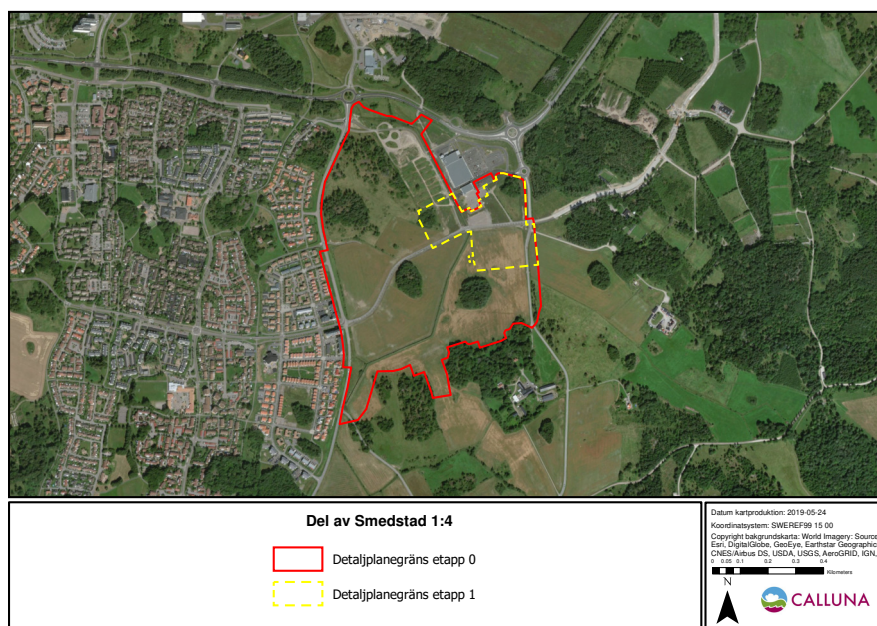 Del av Smedstad 1:4
Detaljplanegräns etapp 0
Detaljplanegräns etapp 1
Datum kartproduktion: 2019-05-24
Koordinatsystem: SWEREF99 15 00
Copyright bakgrundskarta: World Imagery: Source
Esri, DigitalGlobe, GeoEye, Earthstar Geographic
CNES/Airbus DS, USDA, USGS, AeroGRID, IGN,
0 0.05 0.1 0.2 0.3 0.4
Kilometers
N
CALLUNA